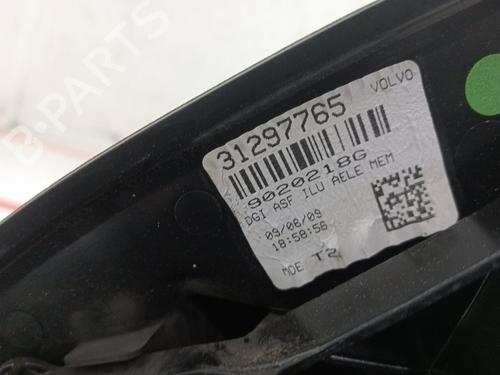 VOLVO
31297765
9020218G
DGI ASF ILU AELE MEM
09/06/09
18:58:56
MDE T2
B-PARTS